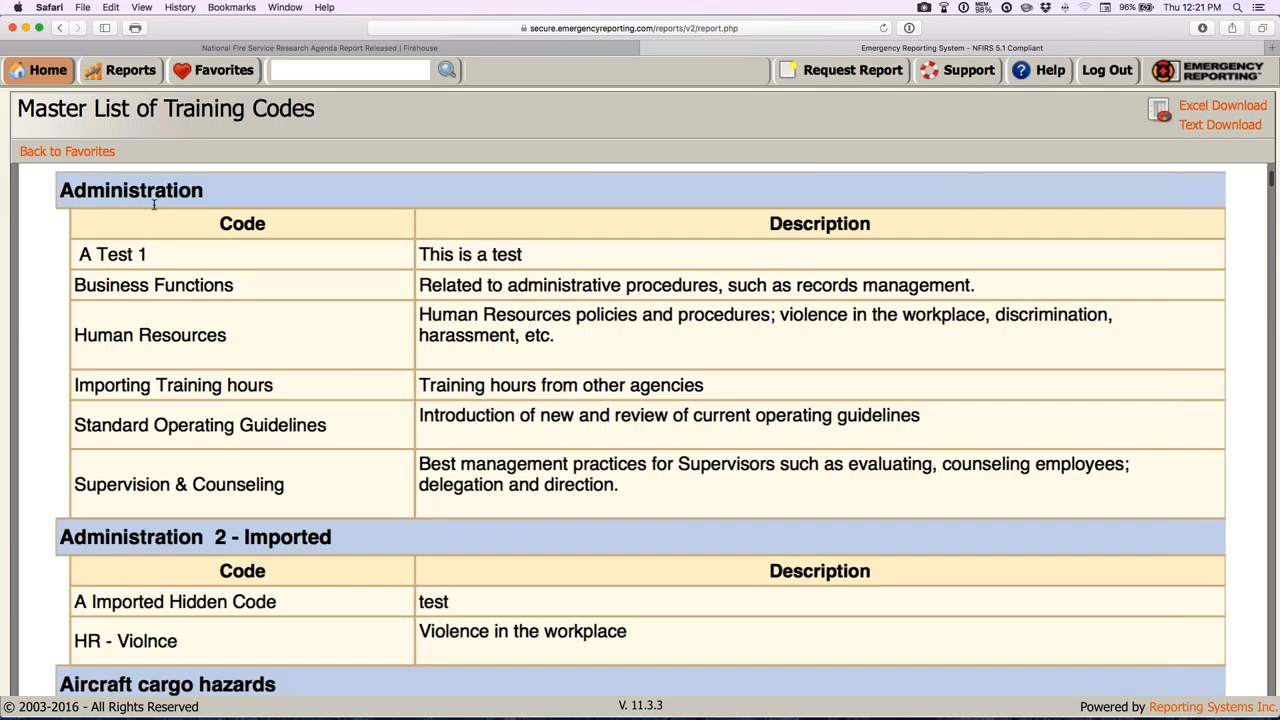 Safari File Edit View History Bookmarks Window Help MEM 98% 96% Thu 12:21 PM
secure.emergencyreporting.com/reports/v2/report.php
National Fire Service Research Agenda Report Released | Firehouse
Emergency Reporting System - NFIRS 5.1 Compliant
Home Reports Favorites Request Report Support Help Log Out EMERGENCY REPORTING
Master List of Training Codes
Excel Download
Text Download
Back to Favorites
Administration
Code Description
A Test 1 This is a test
Business Functions Related to administrative procedures, such as records management.
Human Resources Human Resources policies and procedures; violence in the workplace, discrimination,
harassment, etc.
Importing Training hours Training hours from other agencies
Standard Operating Guidelines Introduction of new and review of current operating guidelines
Supervision & Counseling Best management practices for Supervisors such as evaluating, counseling employees;
delegation and direction.
Administration 2 - Imported
Code Description
A Imported Hidden Code test
HR - Violnce Violence in the workplace
Aircraft cargo hazards
© 2003-2016 - All Rights Reserved V. 11.3.3 Powered by Reporting Systems Inc.